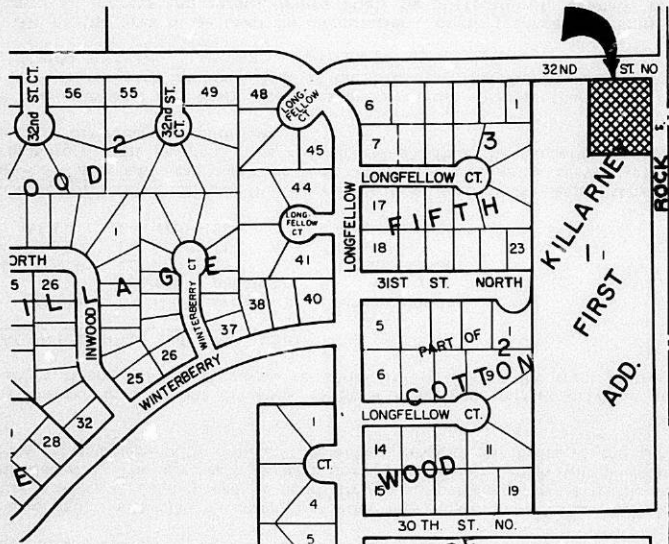 32ND ST. NO
56 55 49 48
32nd ST. CT.
32nd ST. CT.
LONG-FELLOW CT.
2
O O D
6 1
7 3
45
LONGFELLOW CT.
44
LONG-FELLOW CT.
LONGFELLOW
17
FIFTH
18 23
41
31ST ST. NORTH
KILLARNEY
1
FIRST
ADD.
ROCK
1
ORTH
5 26
ILLAGE
WINTERBERRY CT
INWOOD
38 40
37
26
25
WINTERBERRY
32
28
E
5 1
PART OF 2
6 9
COTTON
LONGFELLOW CT.
14 11
WOOD
15 19
30 TH. ST. NO.
1
CT.
4
5